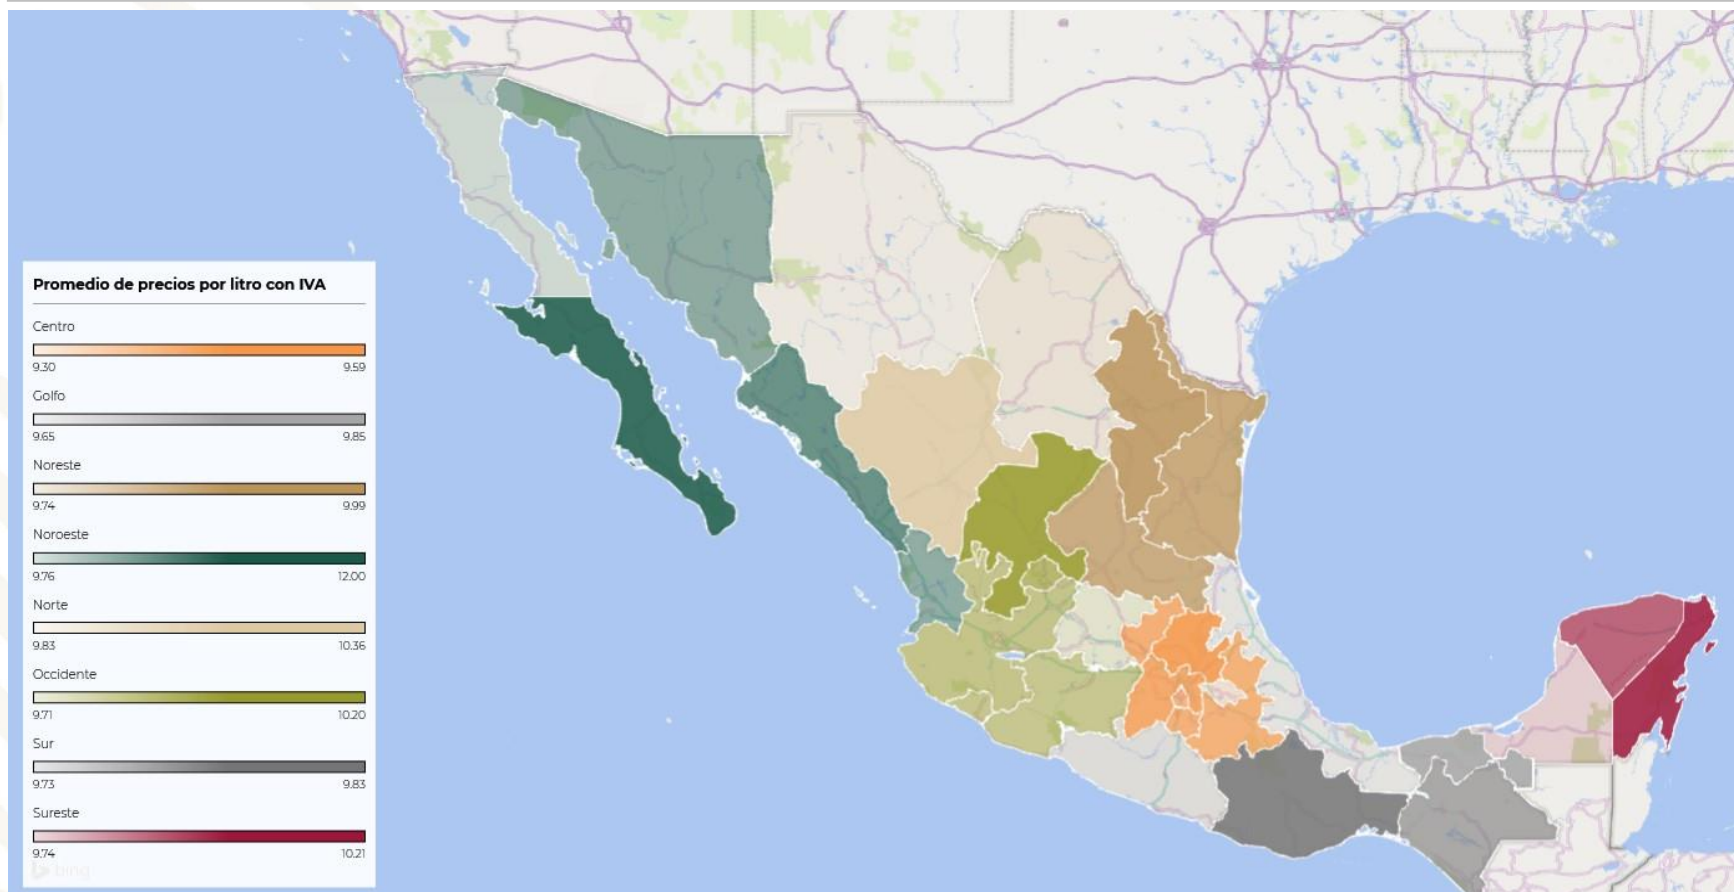 Promedio de precios por litro con IVA
Centro
9.30 9.59
Golfo
9.65 9.85
Noreste
9.74 9.99
Noroeste
9.76 12.00
Norte
9.83 10.36
Occidente
9.71 10.20
Sur
9.73 9.83
Sureste
9.74 10.21
bing